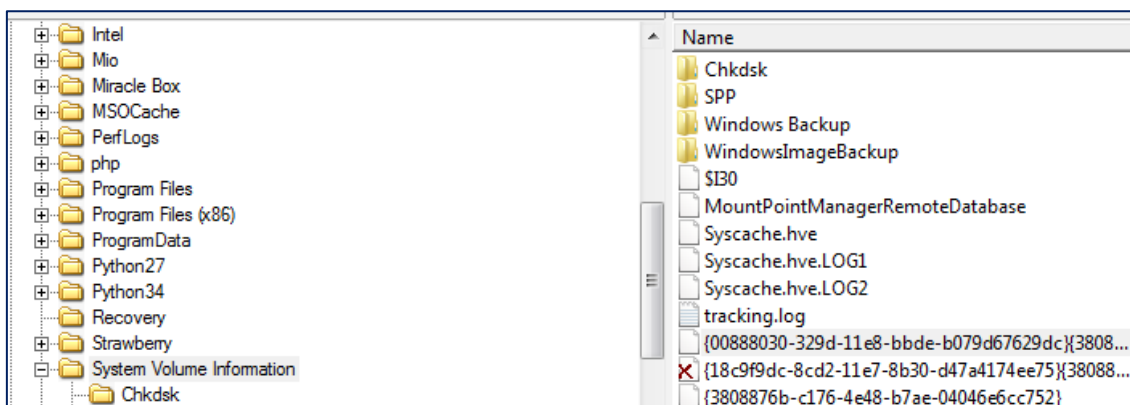 Intel
Mio
Miracle Box
MSOCache
PerfLogs
php
Program Files
Program Files (x86)
ProgramData
Python27
Python34
Recovery
Strawberry
System Volume Information
Chkdsk
Name
Chkdsk
SPP
Windows Backup
WindowsImageBackup
$I30
MountPointManagerRemoteDatabase
Syscache.hve
Syscache.hve.LOG1
Syscache.hve.LOG2
tracking.log
{00888030-329d-11e8-bbde-b079d67629dc}{3808...
{18c9f9dc-8cd2-11e7-8b30-d47a4174ee75}{38088...
{3808876b-c176-4e48-b7ae-04046e6cc752}